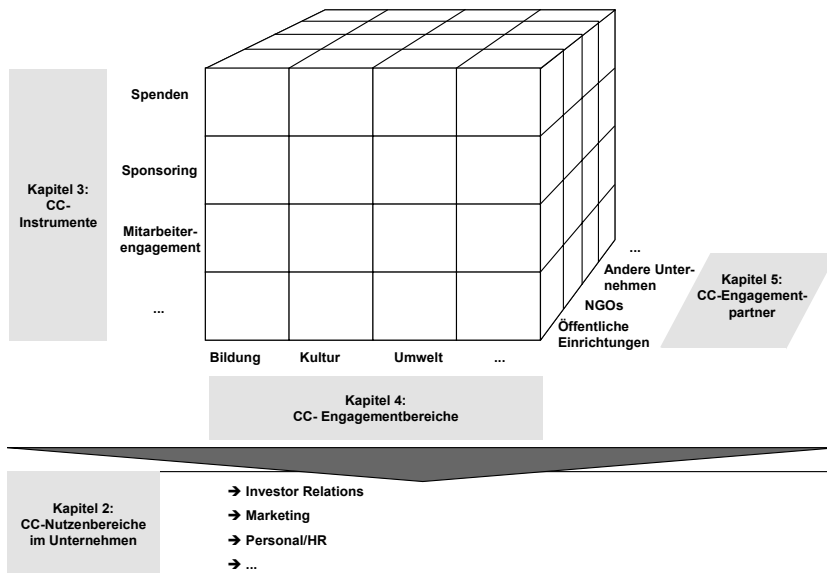 Spenden
Sponsoring
Mitarbeiter-
engagement
...
Kapitel 3:
CC-
Instrumente
Bildung
Kultur
Umwelt
...
Kapitel 4:
CC- Engagementbereiche
...
Andere Unter-
nehmen
NGOs
Öffentliche
Einrichtungen
Kapitel 5:
CC-Engagement-
partner
Kapitel 2:
CC-Nutzenbereiche
im Unternehmen
➔ Investor Relations
➔ Marketing
➔ Personal/HR
➔ ...